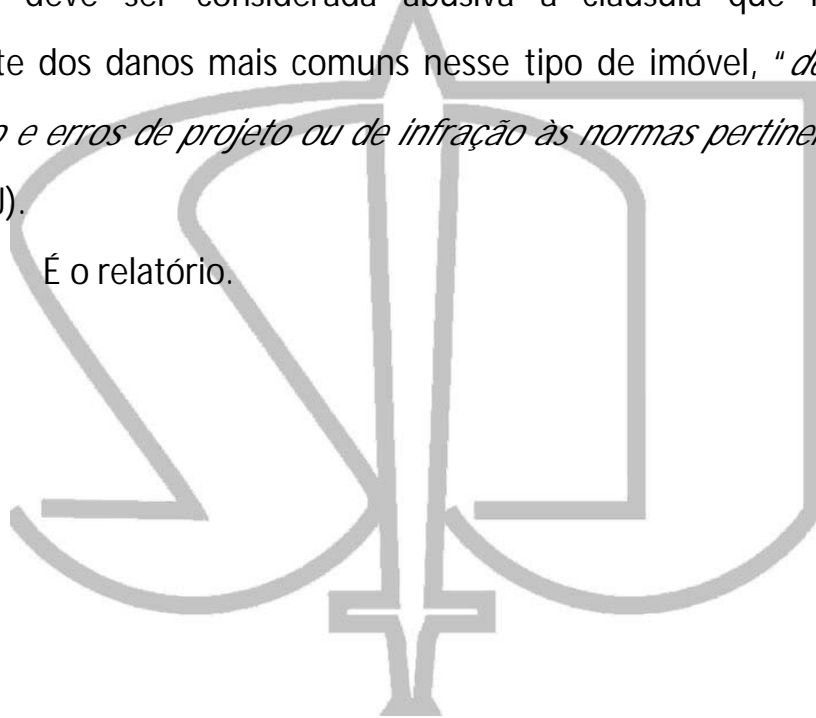 deve ser considerada abusiva a cláusula que
te dos danos mais comuns nesse tipo de imóvel, "
o e erros de projeto ou de infração às normas
J).
É o relatório.